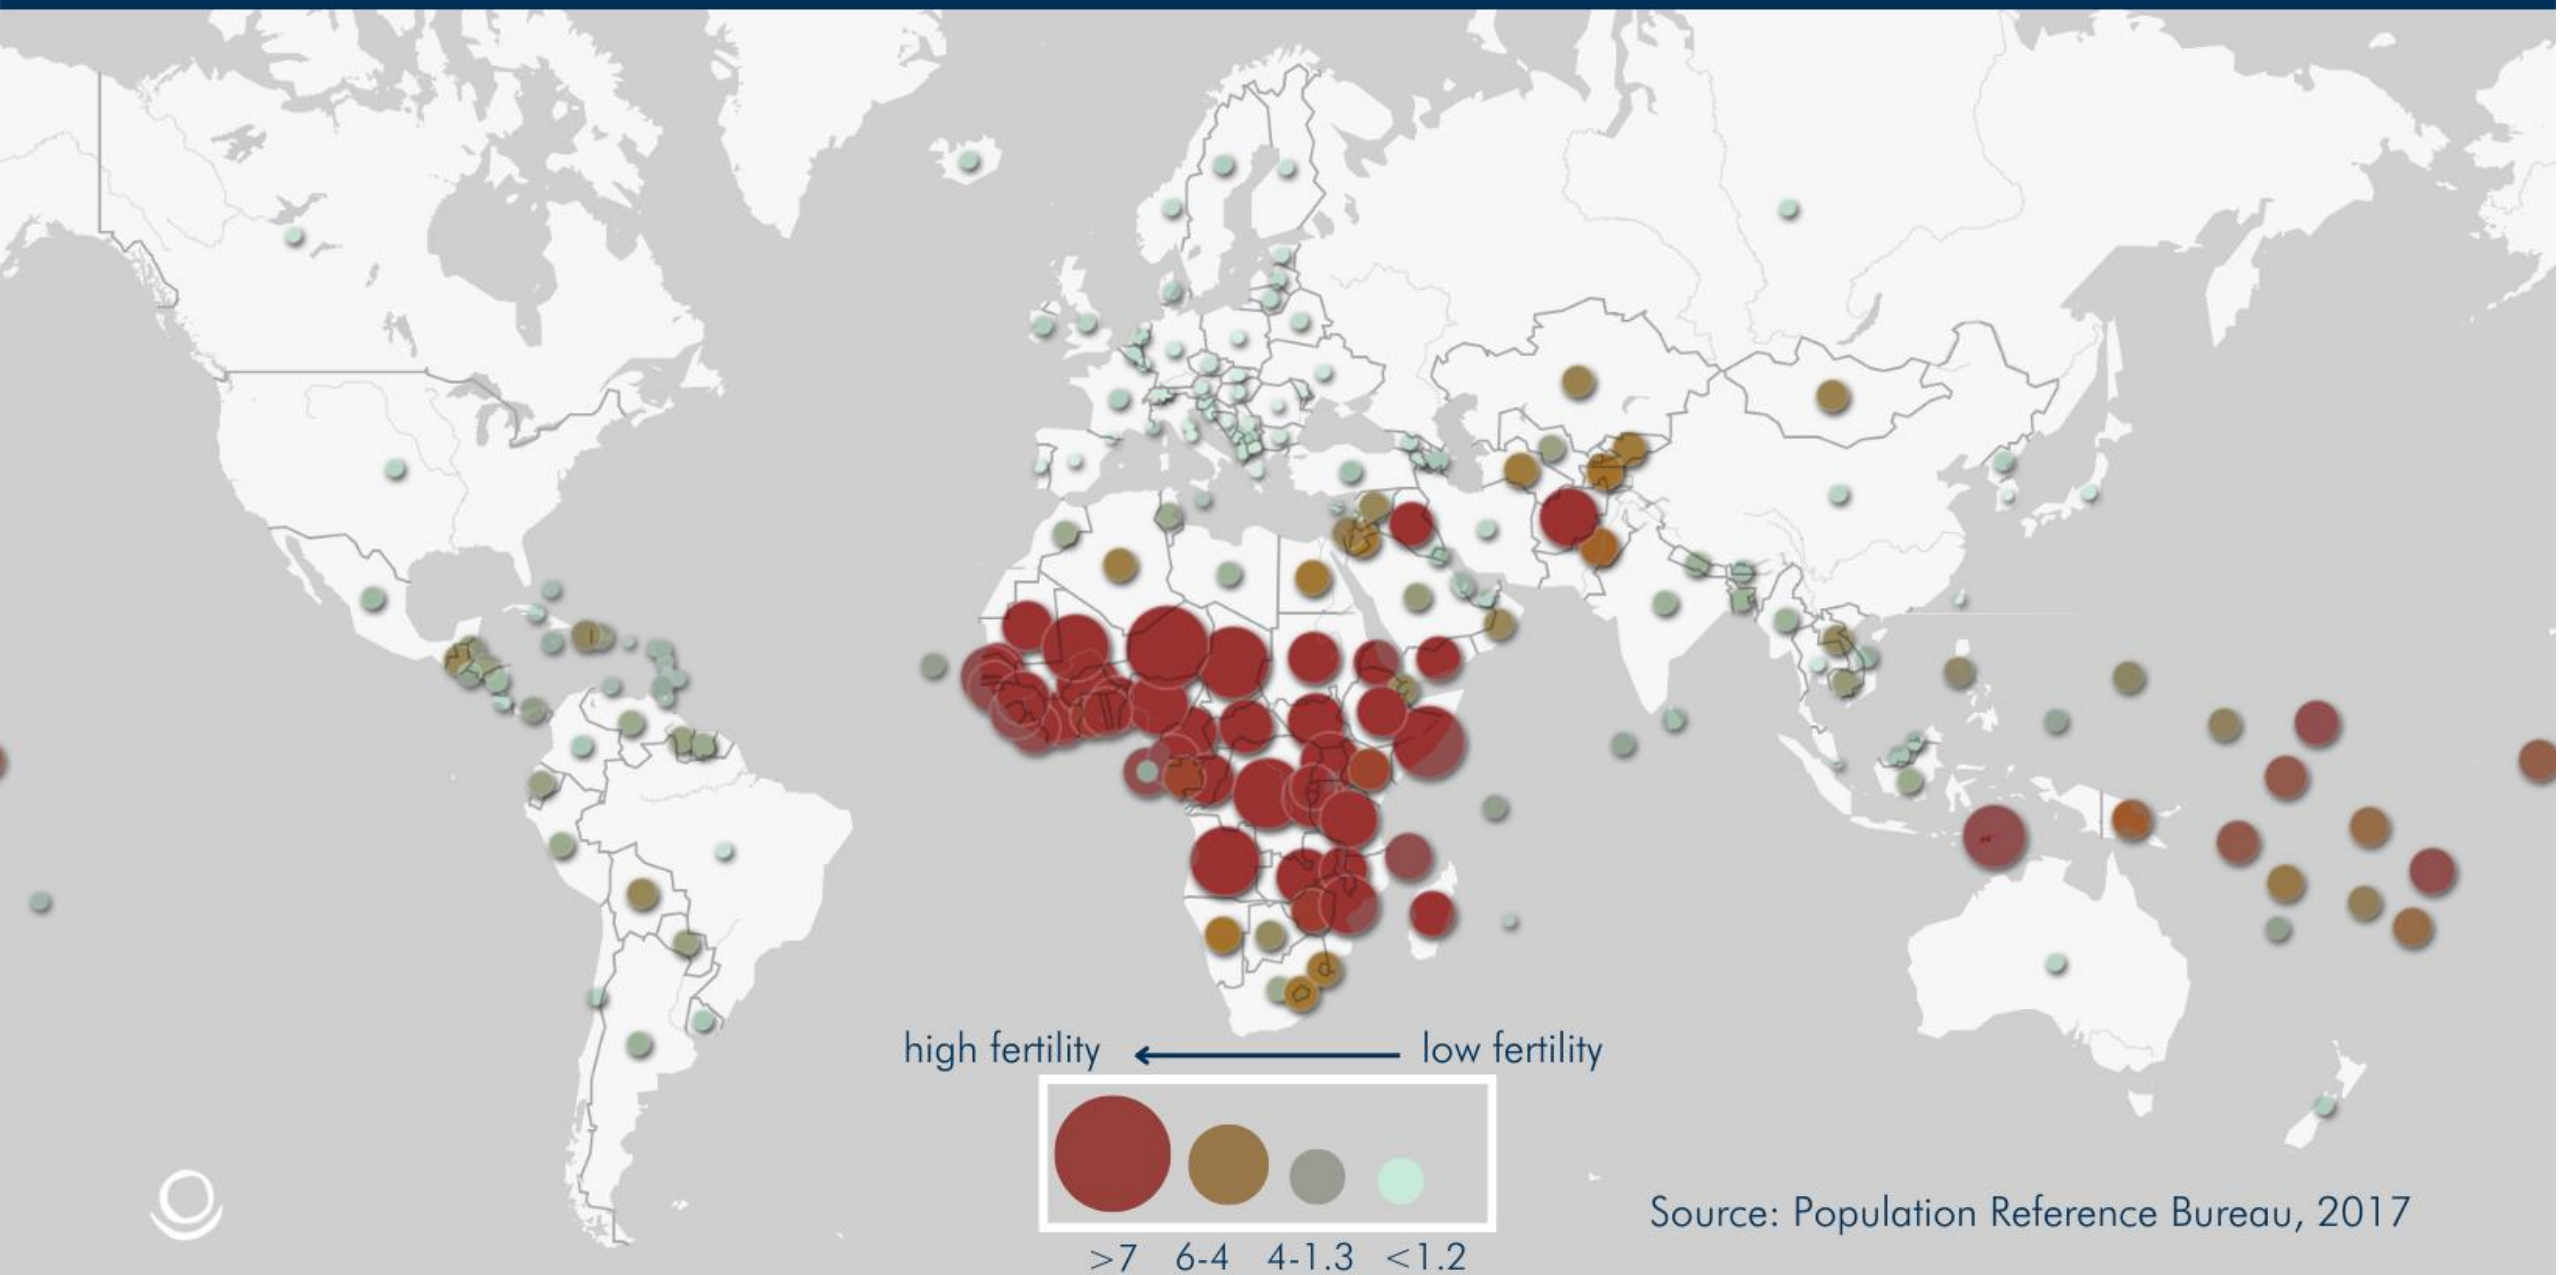 high fertility
low fertility
>7
6-4
4-1.3
<1.2
Source: Population Reference Bureau, 2017